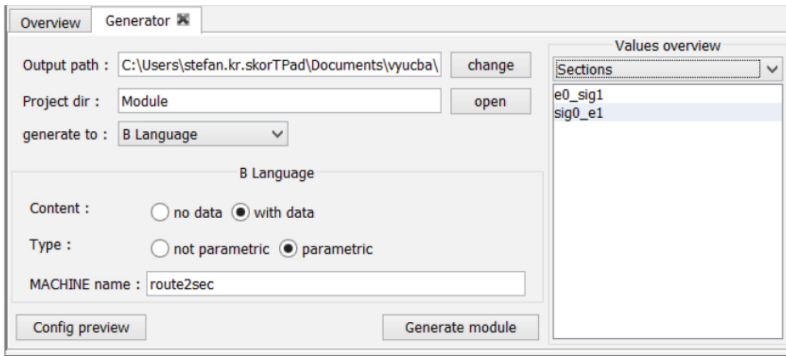 Overview Generator
Values overview
Output path : C:\Users\stefan.kr.skorTPad\Documents\vyucba\ change
Sections
Project dir : Module open
e0_sig1
sig0_e1
generate to : B Language
B Language
Content : no data with data
Type : not parametric parametric
MACHINE name : route2sec
Config preview Generate module